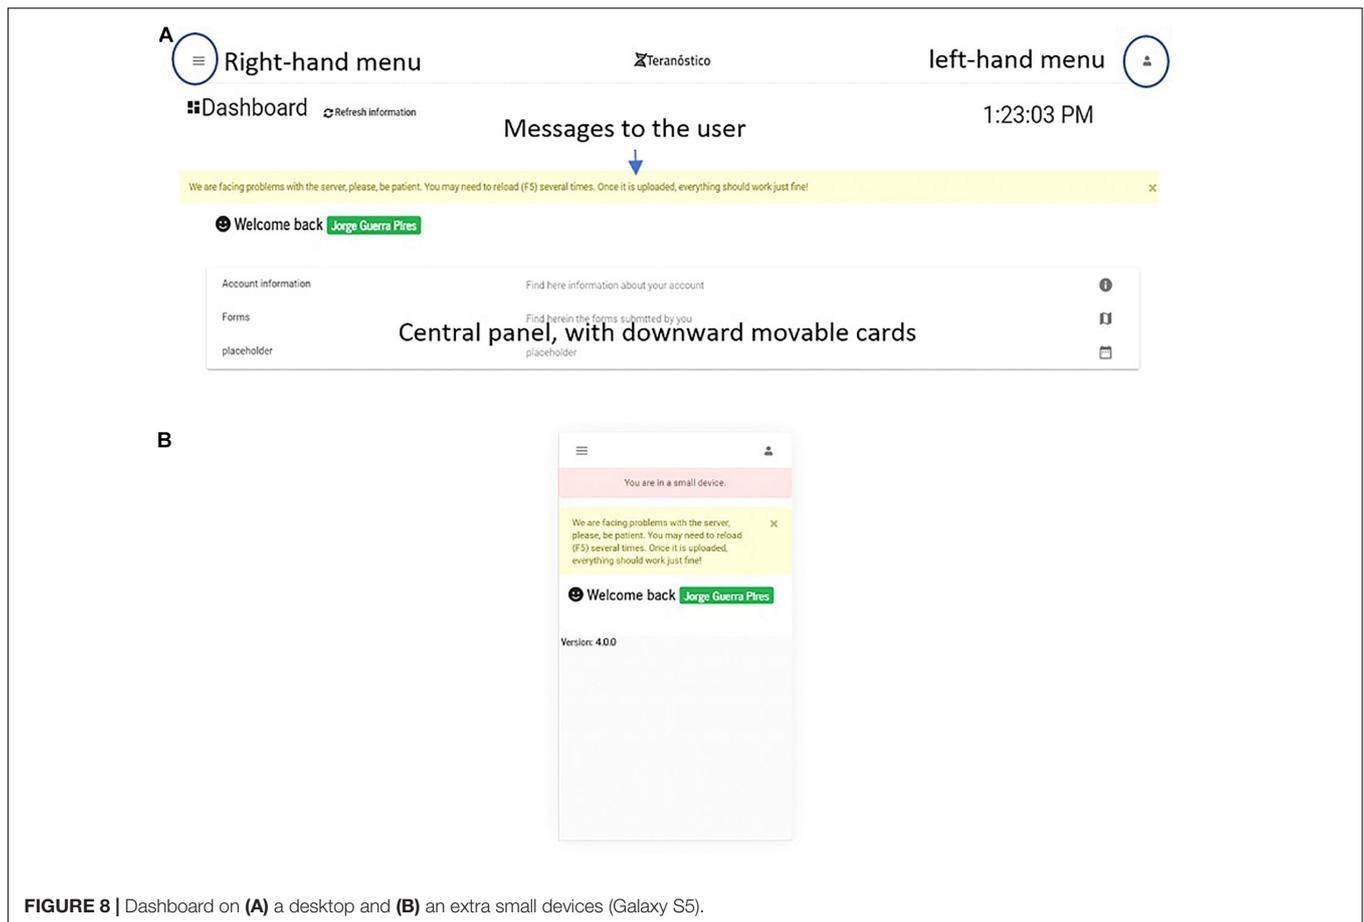 A
Right-hand menu
Teranóstico
left-hand menu
Dashboard
Refresh information
1:23:03 PM
Messages to the user
We are facing problems with the server, please, be patient. You may need to reload (F5) several times. Once it is uploaded, everything should work just fine!
×
Welcome back Jorge Guerra Pires
Account information
Find here information about your account
Forms
Find herein the forms submtted by you
Central panel, with downward movable cards
placeholder
placeholder
B
You are in a small device.
We are facing problems with the server,
please, be patient. You may need to reload
(F5) several times. Once it is uploaded,
everything should work just fine!
×
Welcome back Jorge Guerra Pires
Version: 4.0.0
FIGURE 8 | Dashboard on (A) a desktop and (B) an extra small devices (Galaxy S5).